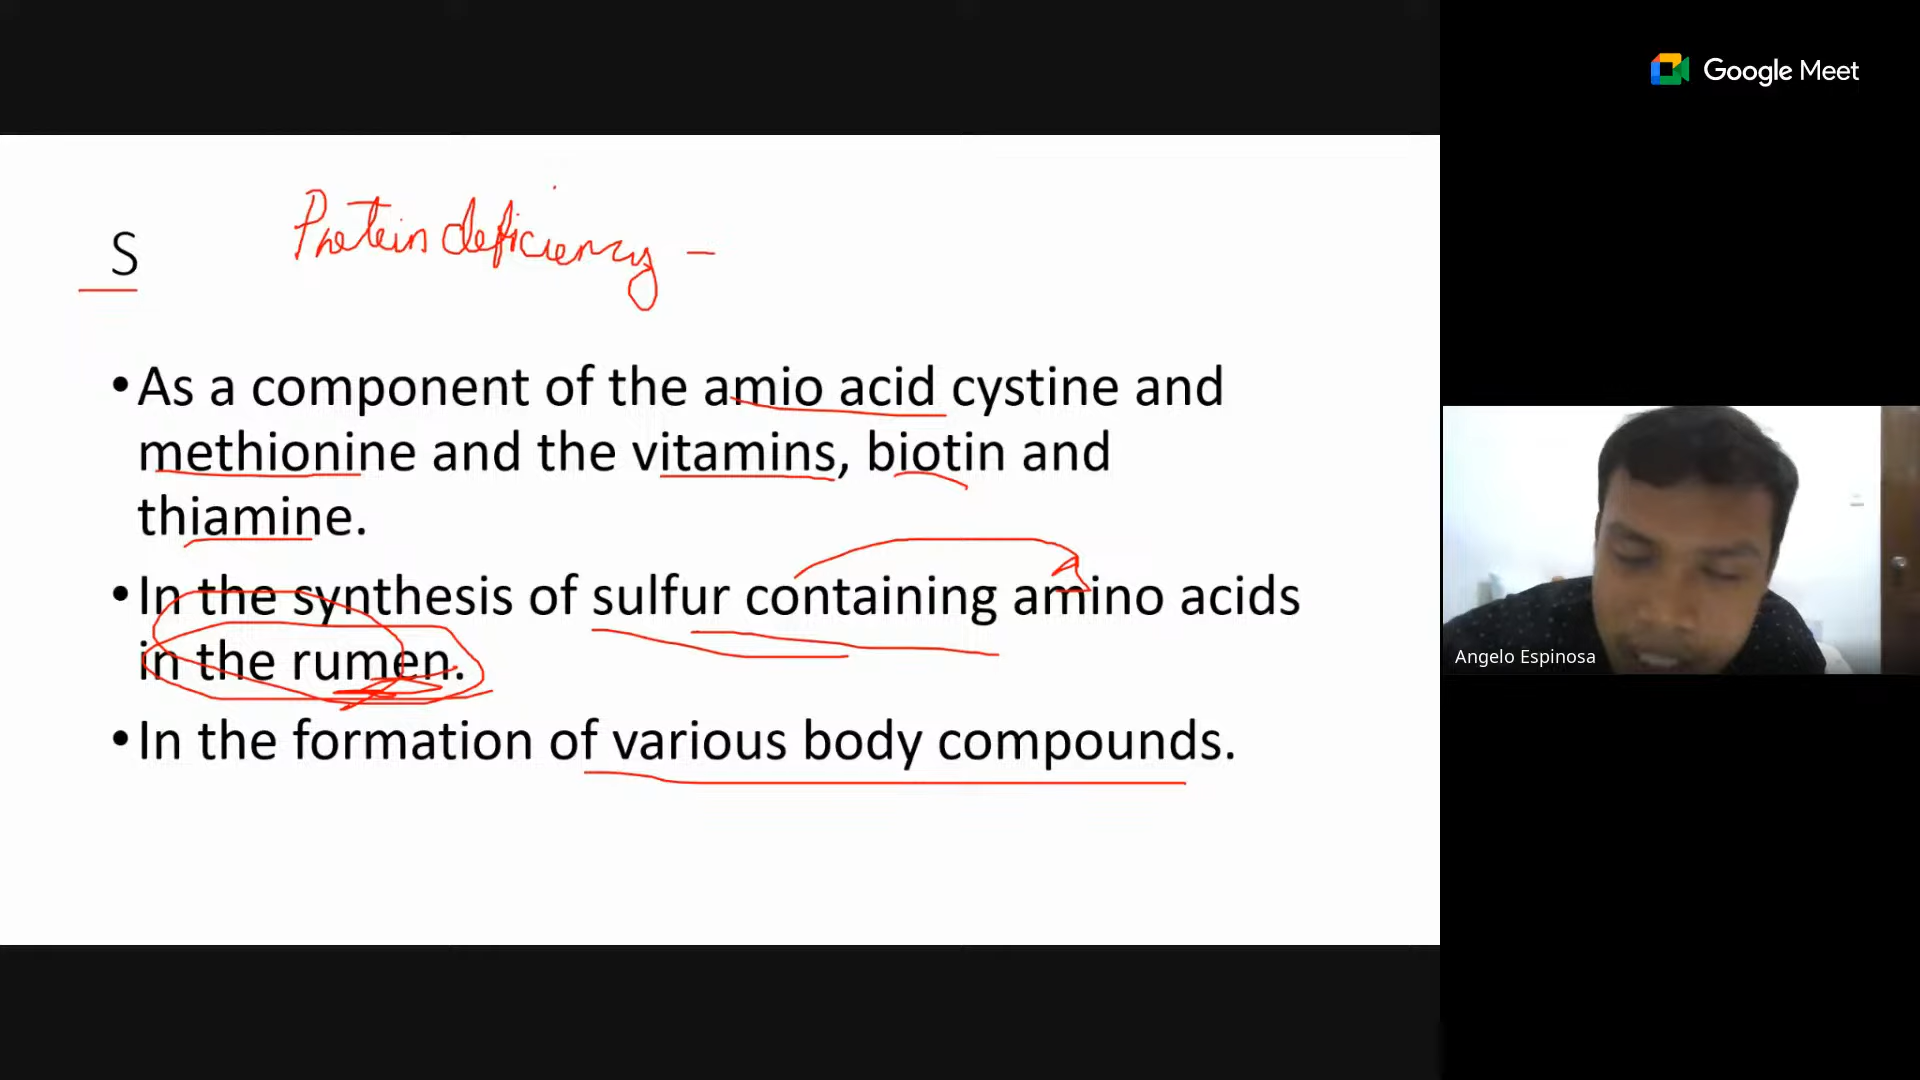 Google Meet
Protein deficiency –
S
•As a component of the amio acid cystine and
methionine and the vitamins, biotin and
thiamine.
•In the synthesis of sulfur containing amino acids
in the rumen.
•In the formation of various body compounds.
Angelo Espinosa